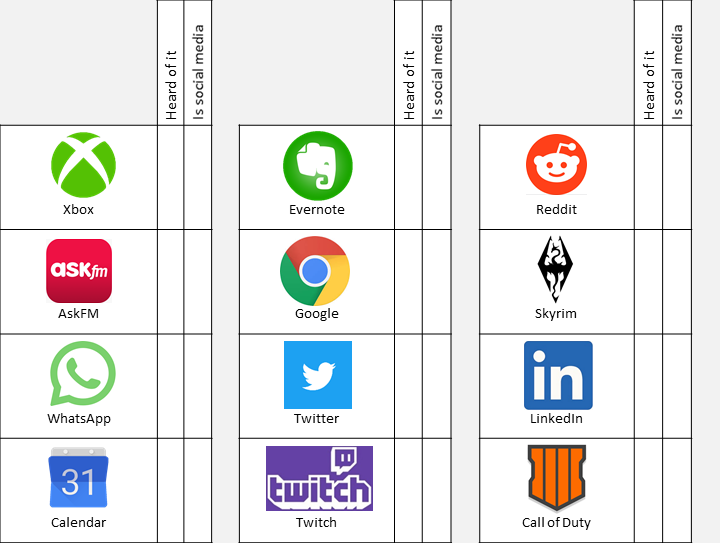 Heard of it
Is social media
Heard of it
Is social media
Heard of it
Is social media
Xbox
Evernote
Reddit
ASKfm
AskFM
Google
Skyrim
in
WhatsApp
Twitter
LinkedIn
31
twitch
Calendar
Twitch
Call of Duty